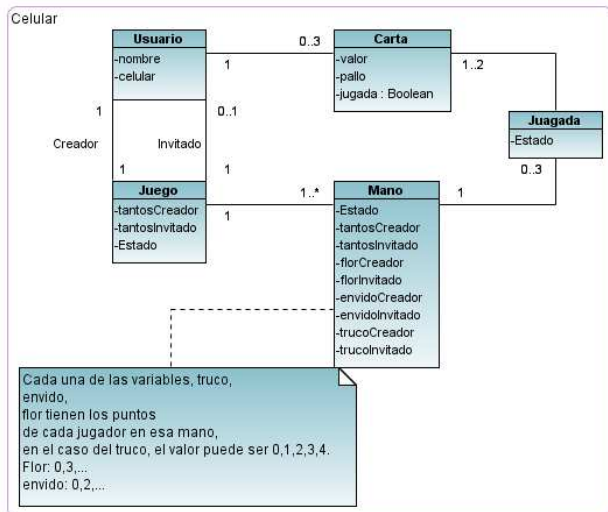 Celular
Usuario
-nombre
-celular
0..3
1
Carta
-valor
-pallo
-jugada : Boolean
1..2
Juagada
-Estado
1
0..1
Creador
Invitado
1
1
0..3
Juego
-tantosCreador
-tantosInvitado
-Estado
1..*
1
Mano
-Estado
-tantosCreador
-tantosInvitado
-florCreador
-florInvitado
-envidoCreador
-envidoInvitado
-trucoCreador
-trucoInvitado
1
Cada una de las variables, truco,
envido,
flor tienen los puntos
de cada jugador en esa mano,
en el caso del truco, el valor puede ser 0,1,2,3,4.
Flor: 0,3,...
envido: 0,2,...